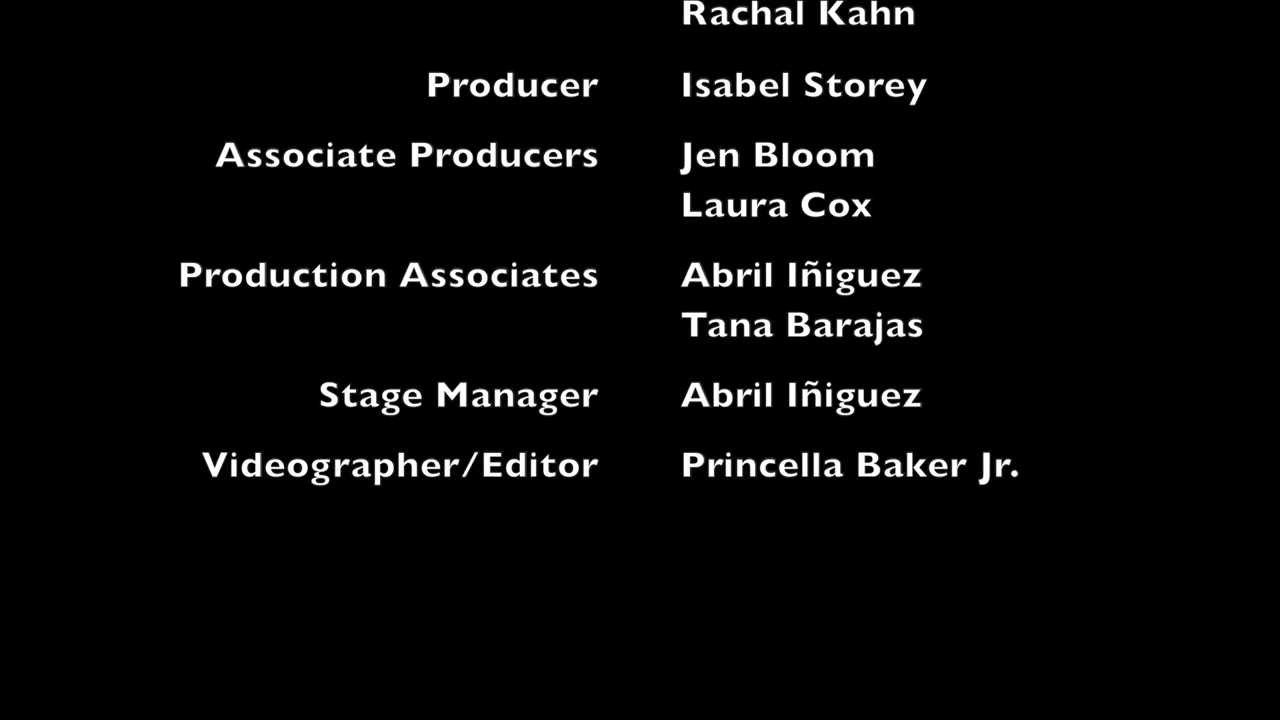 Rachal Kahn
Producer Isabel Storey
Associate Producers Jen Bloom
Laura Cox
Production Associates Abril Iñiguez
Tana Barajas
Stage Manager Abril Iñiguez
Videographer/Editor Princella Baker Jr.